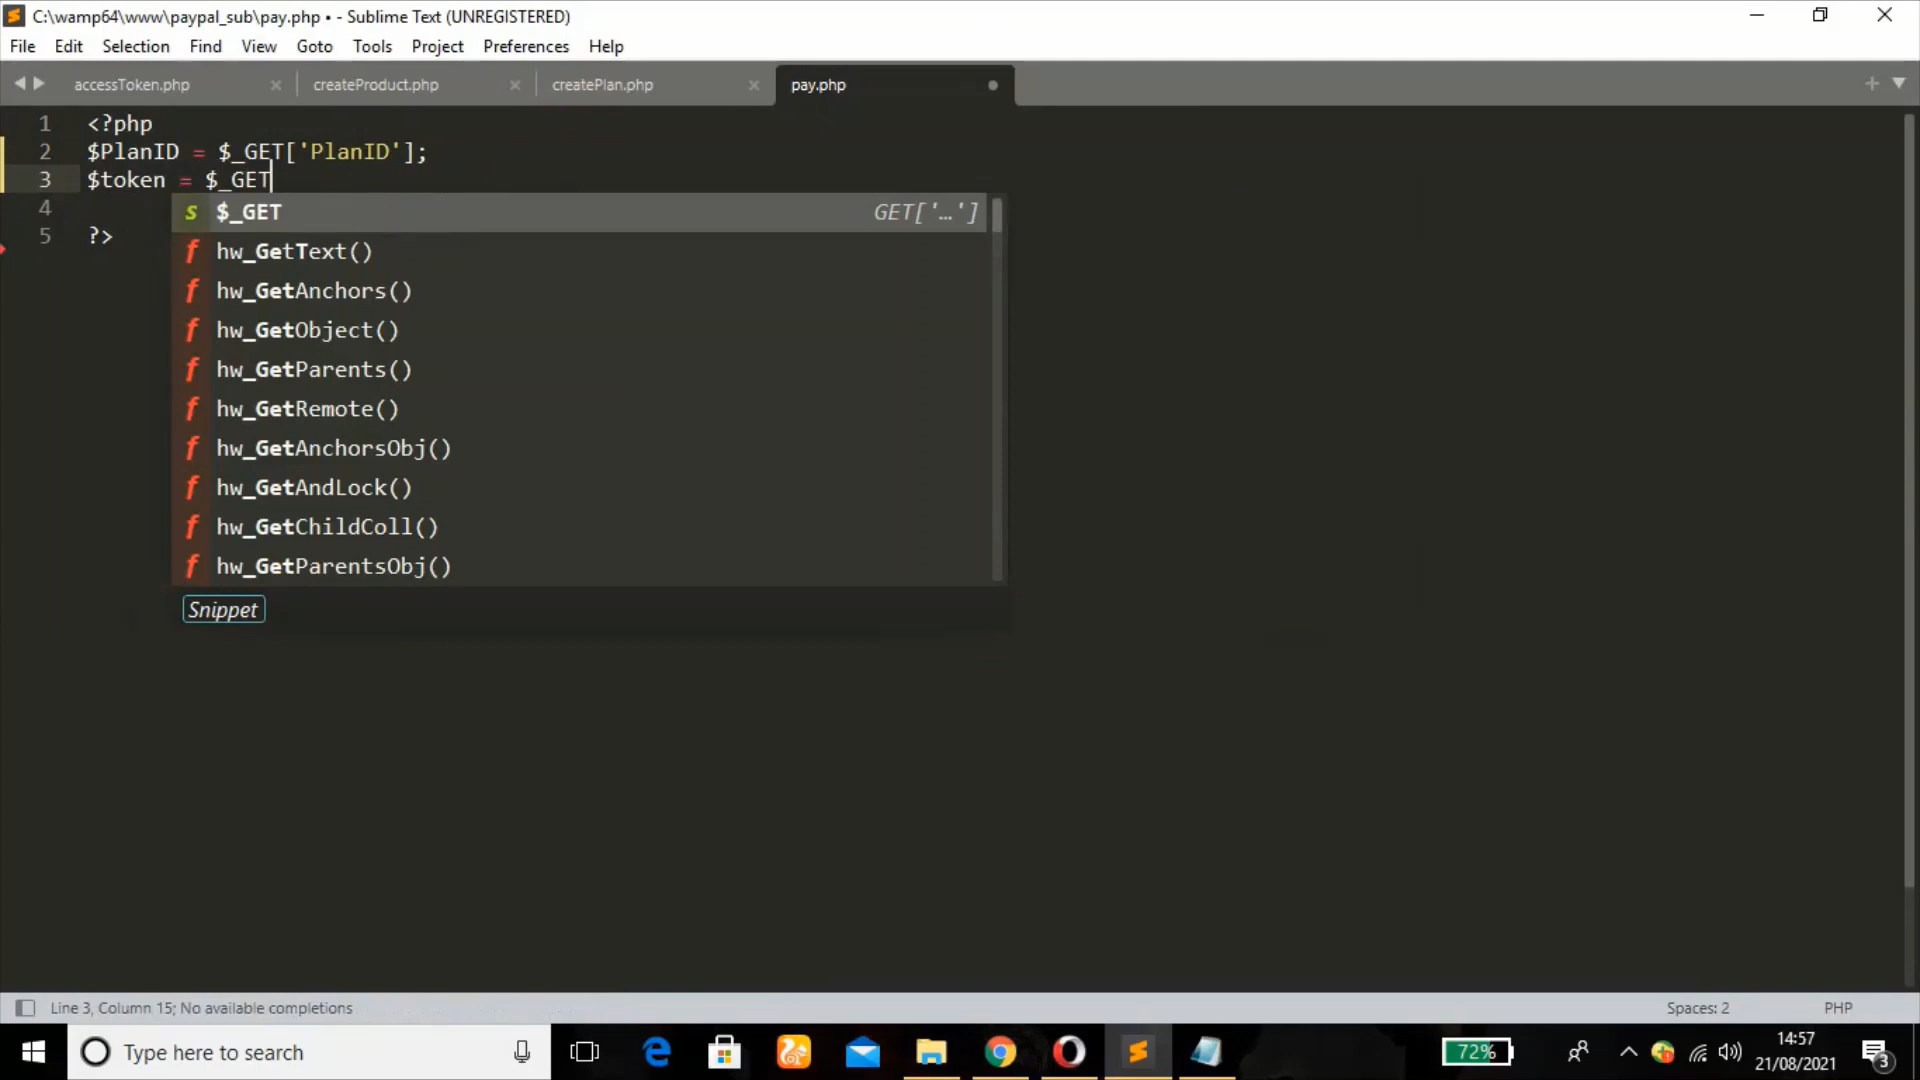 C:\wamp64\www\paypal_sub\pay.php • - Sublime Text (UNREGISTERED)
File Edit Selection Find View Goto Tools Project Preferences Help
accessToken.php createProduct.php createPlan.php pay.php
1 <?php
2 $PlanID = $_GET['PlanID'];
3 $token = $_GET
4
5 ?>
s $_GET GET['…']
f hw_GetText()
f hw_GetAnchors()
f hw_GetObject()
f hw_GetParents()
f hw_GetRemote()
f hw_GetAnchorsObj()
f hw_GetAndLock()
f hw_GetChildColl()
f hw_GetParentsObj()
Snippet
Line 3, Column 15; No available completions Spaces: 2 PHP
Type here to search 72% 14:57
21/08/2021 3